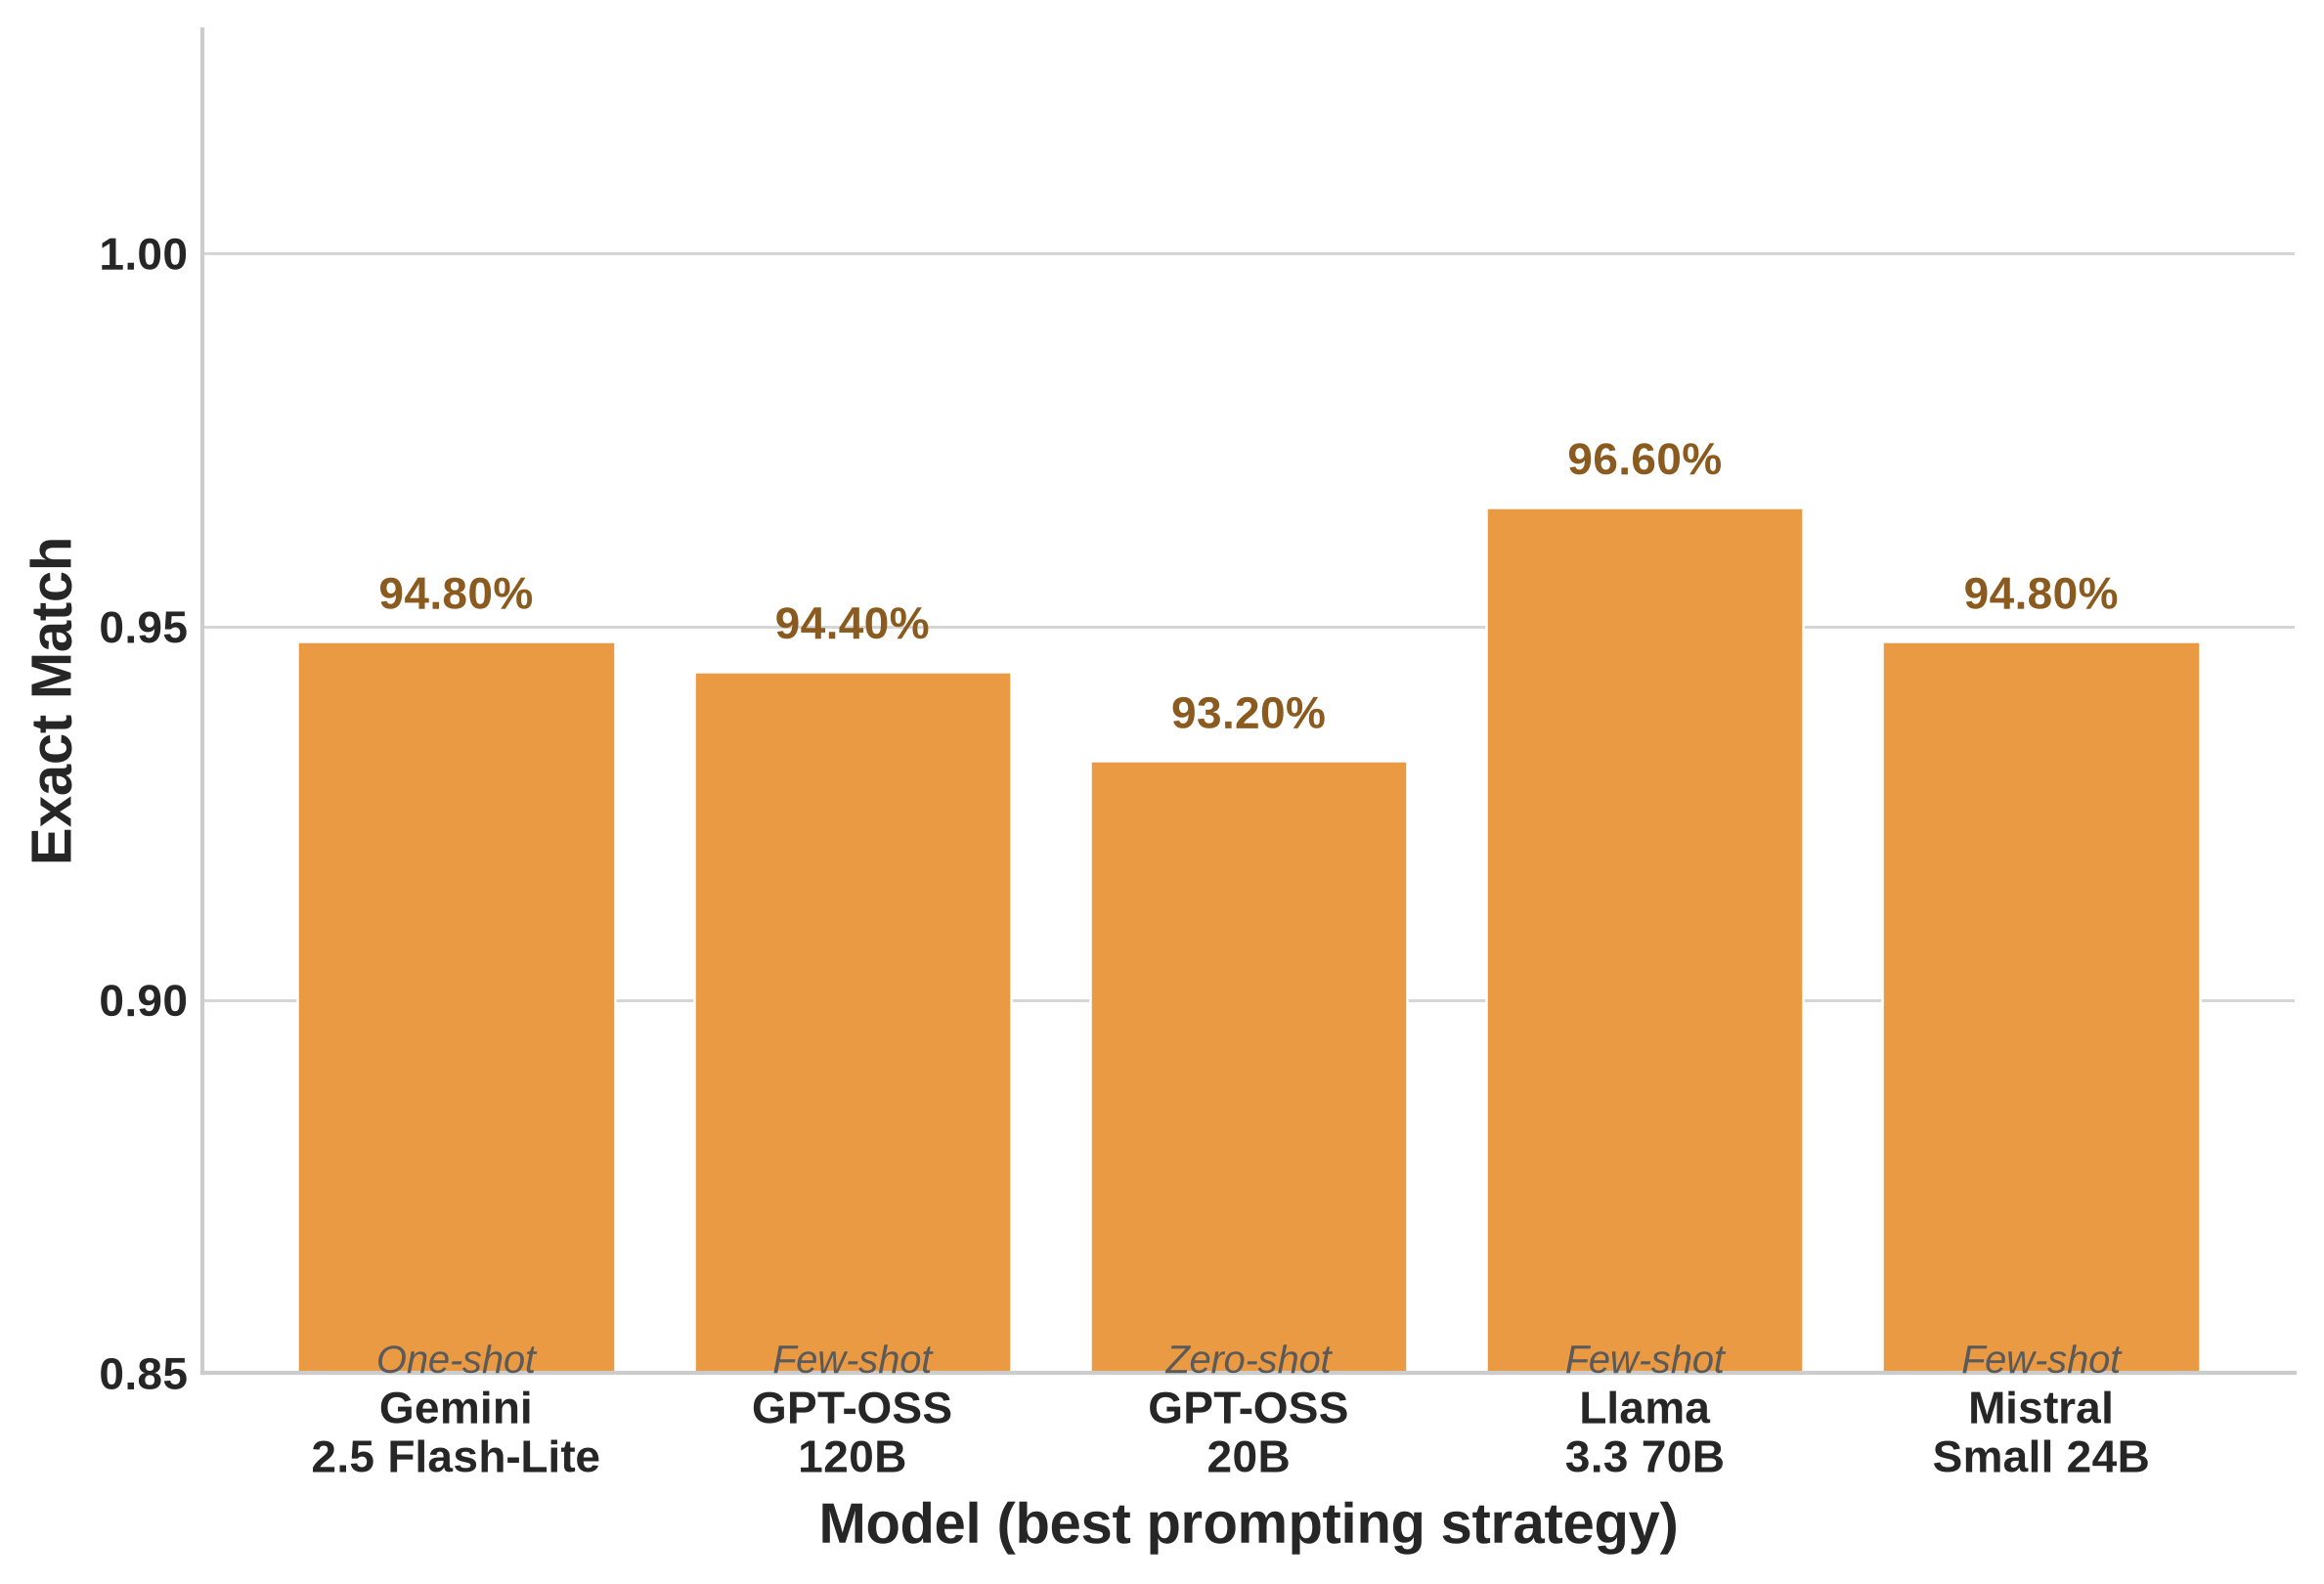 1.00
0.95
0.90
0.85
Exact Match
94.80%
94.40%
93.20%
96.60%
94.80%
One-shot
Few-shot
Zero-shot
Few-shot
Few-shot
Gemini
2.5 Flash-Lite
GPT-OSS
120B
GPT-OSS
20B
Llama
3.3 70B
Mistral
Small 24B
Model (best prompting strategy)